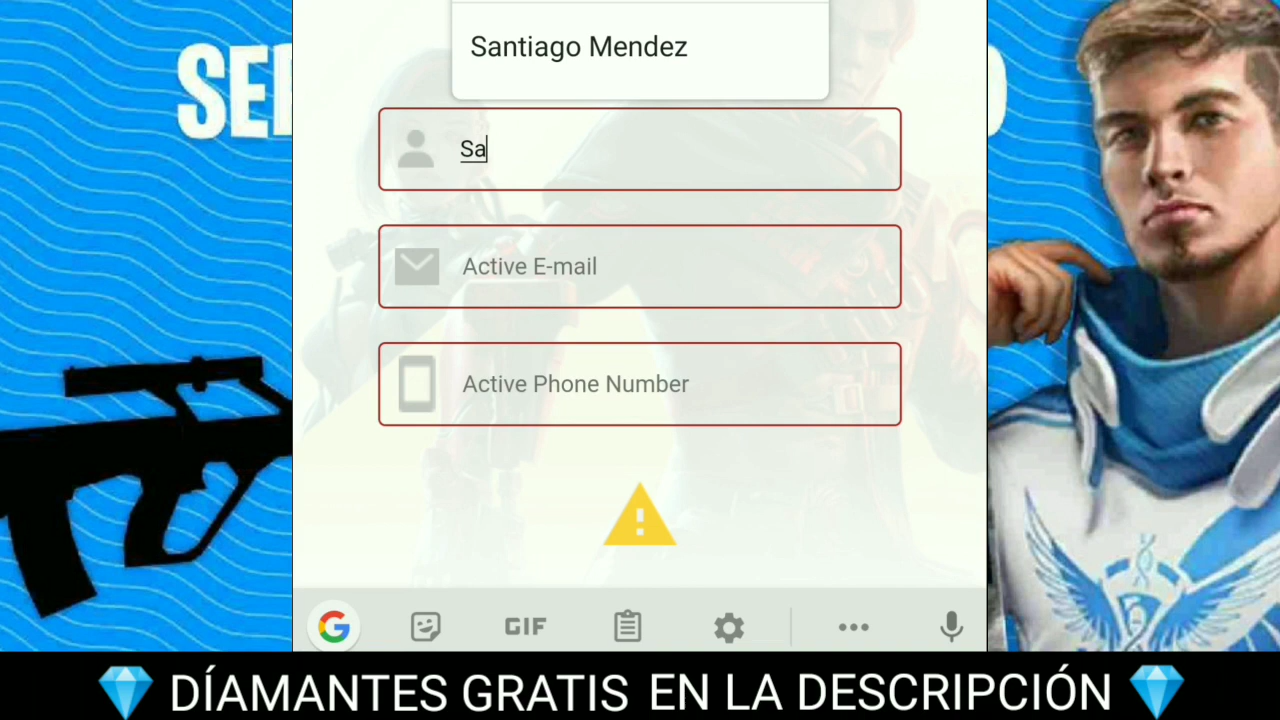 Santiago Mendez
SE
Sa
Active E-mail
Active Phone Number
GIF
DÍAMANTES GRATIS EN LA DESCRIPCIÓN